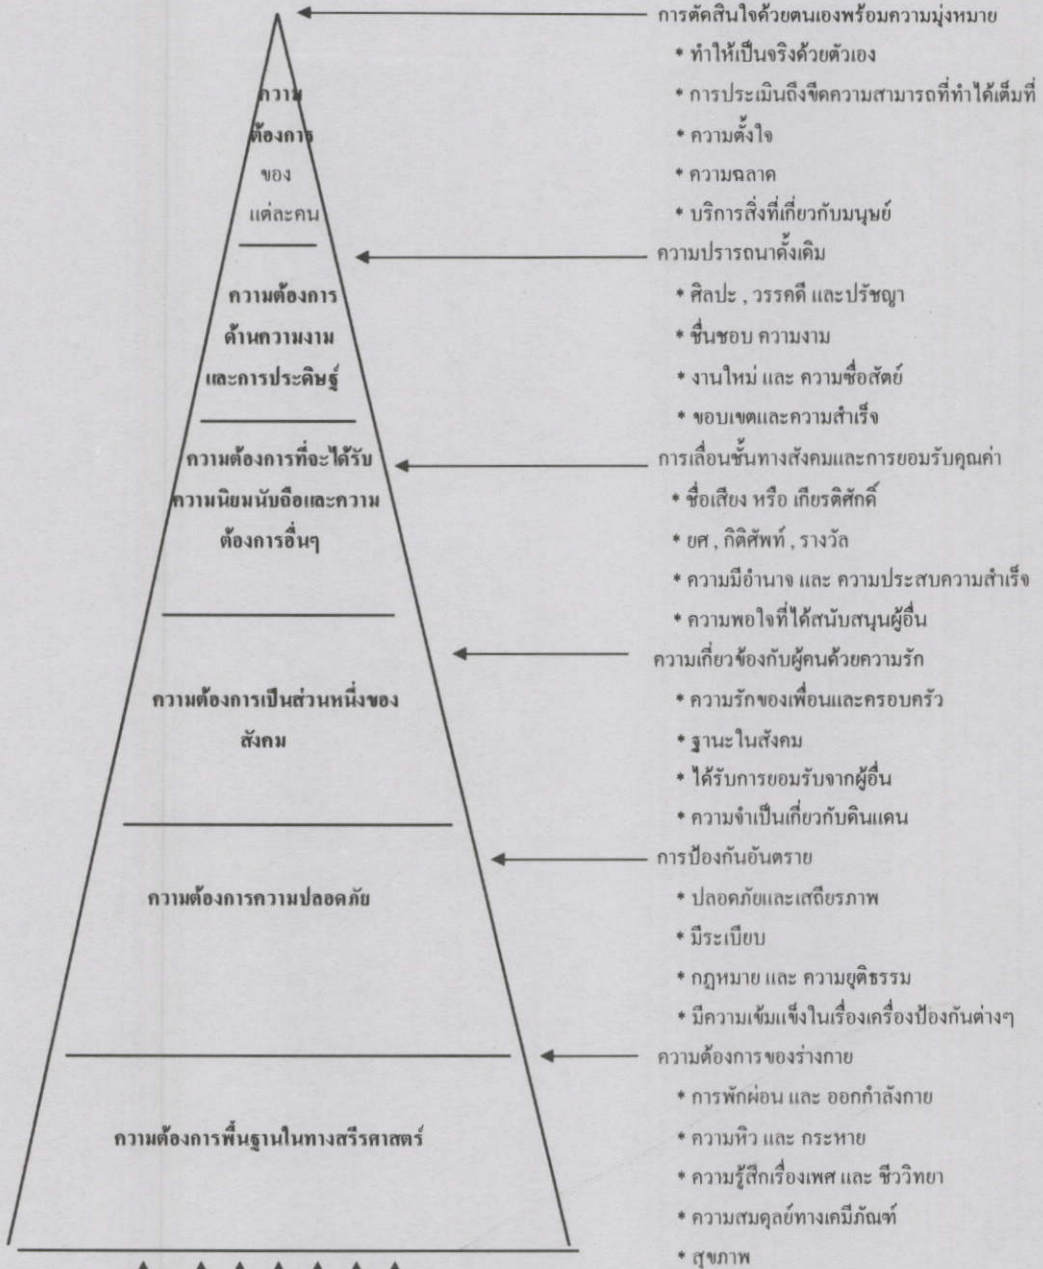 การตัดสินใจด้วยตนเองพร้อมความมุ่งหมาย
* ทำให้เป็นจริงด้วยตัวเอง
* การประเมินถึงขีดความสามารถที่ทำได้เต็มที่
* ความตั้งใจ
* ความฉลาด
* บริการสิ่งที่เกี่ยวกับมนุษย์
ความ
ต้องการ
ของ
แต่ละคน
ความปรารถนาดั้งเดิม
* ศิลปะ , วรรคดี และปรัชญา
* ชื่นชอบ ความงาม
* งานใหม่ และ ความซื่อสัตย์
* ขอบเขตและความสำเร็จ
ความต้องการ
ด้านความงาม
และการประดิษฐ์
การเลื่อนชั้นทางสังคมและการยอมรับคุณค่า
* ชื่อเสียง หรือ เกียรติศักดิ์
* ยศ , กิติศัพท์ , รางวัล
* ความมีอำนาจ และ ความประสบความสำเร็จ
* ความพอใจที่ได้สนับสนุนผู้อื่น
ความต้องการที่จะได้รับ
ความนิยมนับถือและความ
ต้องการอื่นๆ
ความเกี่ยวข้องกับผู้คนด้วยความรัก
* ความรักของเพื่อนและครอบครัว
* ฐานะในสังคม
* ได้รับการยอมรับจากผู้อื่น
* ความจำเป็นเกี่ยวกับดินแดน
ความต้องการเป็นส่วนหนึ่งของ
สังคม
การป้องกันอันตราย
* ปลอดภัยและเสถียรภาพ
* มีระเบียบ
* กฎหมาย และ ความยุติธรรม
* มีความเข้มแข็งในเรื่องเครื่องป้องกันต่างๆ
ความต้องการความปลอดภัย
ความต้องการของร่างกาย
* การพักผ่อน และ ออกกำลังกาย
* ความหิว และ กระหาย
* ความรู้สึกเรื่องเพศ และ ชีววิทยา
* ความสมดุลย์ทางเคมีภัณฑ์
* สุขภาพ
ความต้องการพื้นฐานในทางสรีรศาสตร์